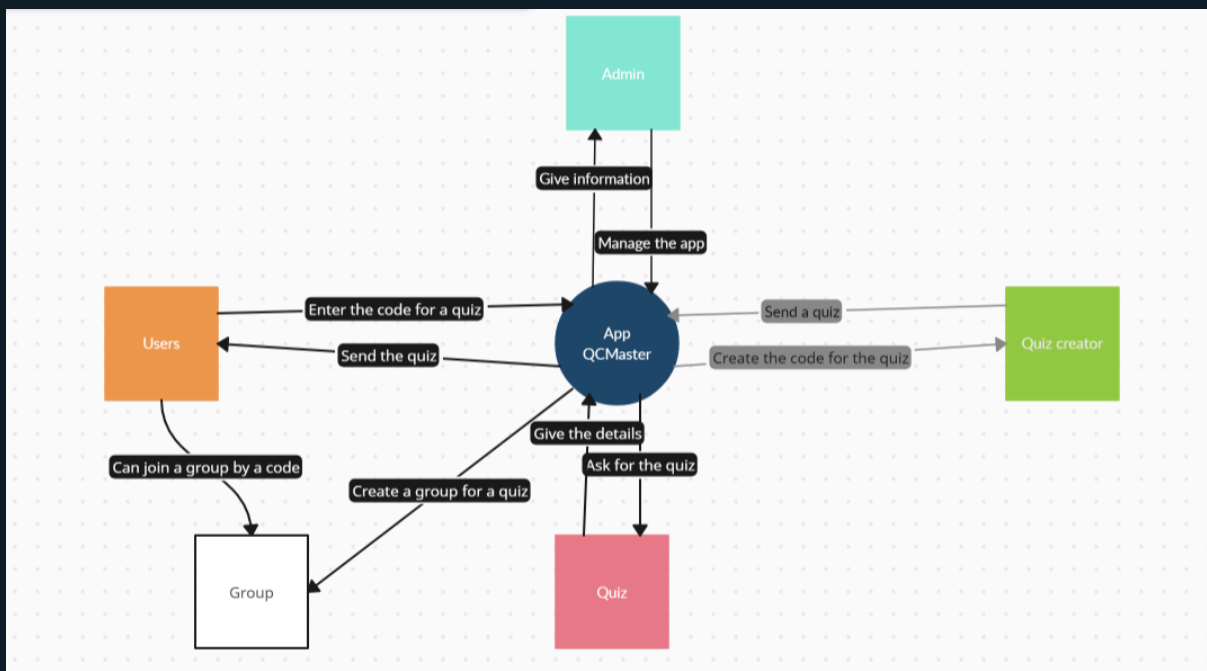 Admin
Give information
Manage the app
Enter the code for a quiz
Send a quiz
App
QCMaster
Users
Quiz creator
Send the quiz
Create the code for the quiz
Give the details
Can join a group by a code
Ask for the quiz
Create a group for a quiz
Group
Quiz